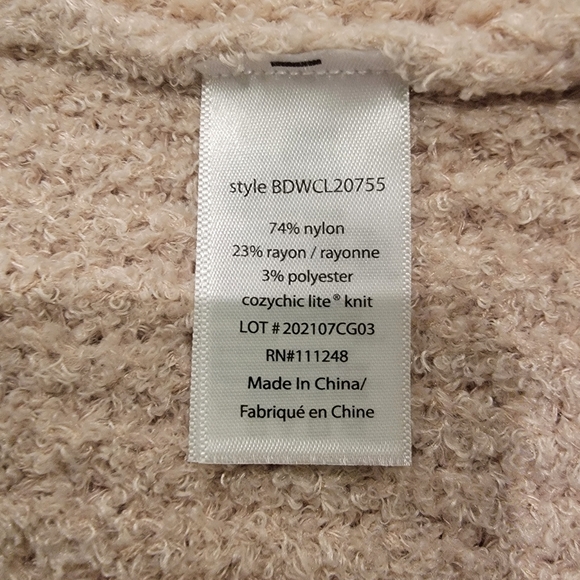 style BDWCL20755
74% nylon
23% rayon / rayonne
3% polyester
cozychic lite® knit
LOT # 202107CG03
RN#111248
Made In China/
Fabriqué en Chine